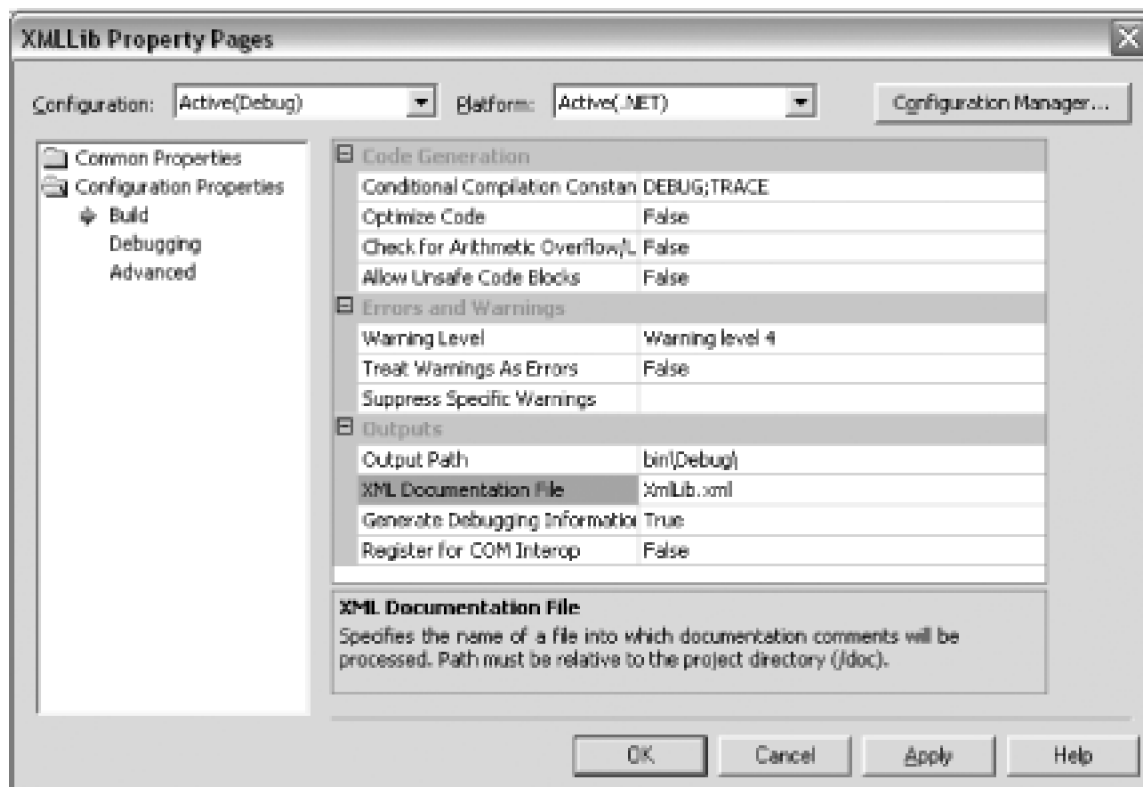 XMLLib Property Pages
Configuration: Active(Debug) Platform: Active(.NET) Configuration Manager...
Common Properties
Configuration Properties
Build
Debugging
Advanced
Code Generation
Conditional Compilation Constan DEBUG;TRACE
Optimize Code False
Check for Arithmetic Overflow/U False
Allow Unsafe Code Blocks False
Errors and Warnings
Warning Level Warning level 4
Treat Warnings As Errors False
Suppress Specific Warnings
Outputs
Output Path bin\Debug\
XML Documentation File XmlLib.xml
Generate Debugging Information True
Register for COM Interop False
XML Documentation File
Specifies the name of a file into which documentation comments will be
processed. Path must be relative to the project directory (/doc).
OK Cancel Apply Help